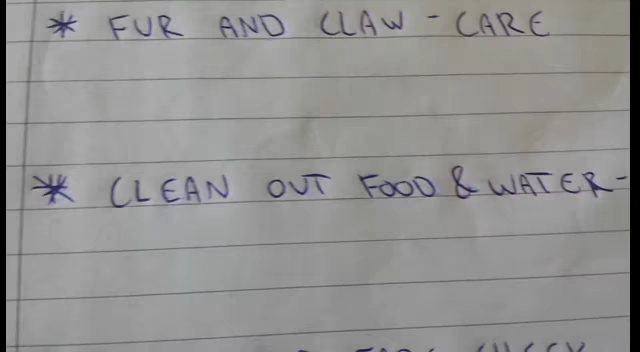 * FUR AND CLAW - CARE
* CLEAN OUT FOOD & WATER -